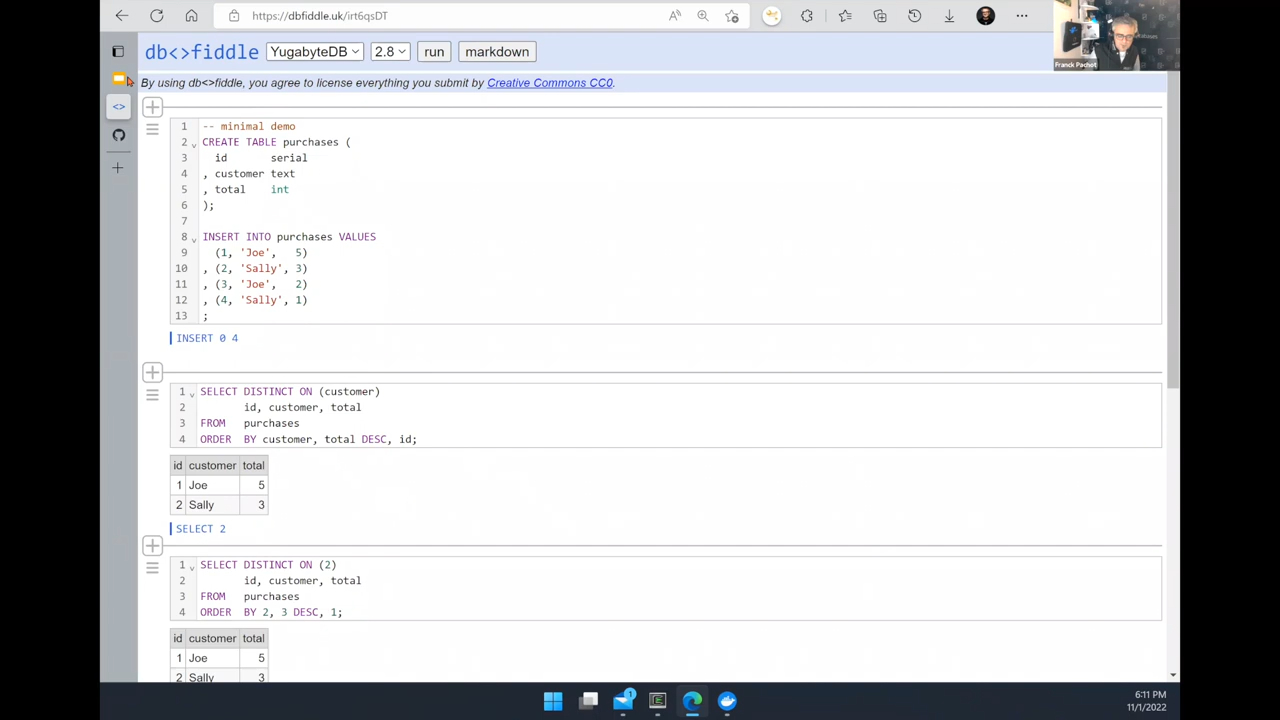 https://dbfiddle.uk/irt6qsDT
db<>fiddle YugabyteDB 2.8 run markdown
By using db<>fiddle, you agree to license everything you submit by Creative Commons CC0.
Franck Pachot
1 -- minimal demo
2 CREATE TABLE purchases (
3 id serial
4 , customer text
5 , total int
6 );
7
8 INSERT INTO purchases VALUES
9 (1, 'Joe', 5)
10 , (2, 'Sally', 3)
11 , (3, 'Joe', 2)
12 , (4, 'Sally', 1)
13 ;
INSERT 0 4
1 SELECT DISTINCT ON (customer)
2 id, customer, total
3 FROM purchases
4 ORDER BY customer, total DESC, id;
id customer total
1 Joe 5
2 Sally 3
SELECT 2
1 SELECT DISTINCT ON (2)
2 id, customer, total
3 FROM purchases
4 ORDER BY 2, 3 DESC, 1;
id customer total
1 Joe 5
2 Sally 3
1
6:11 PM
11/1/2022